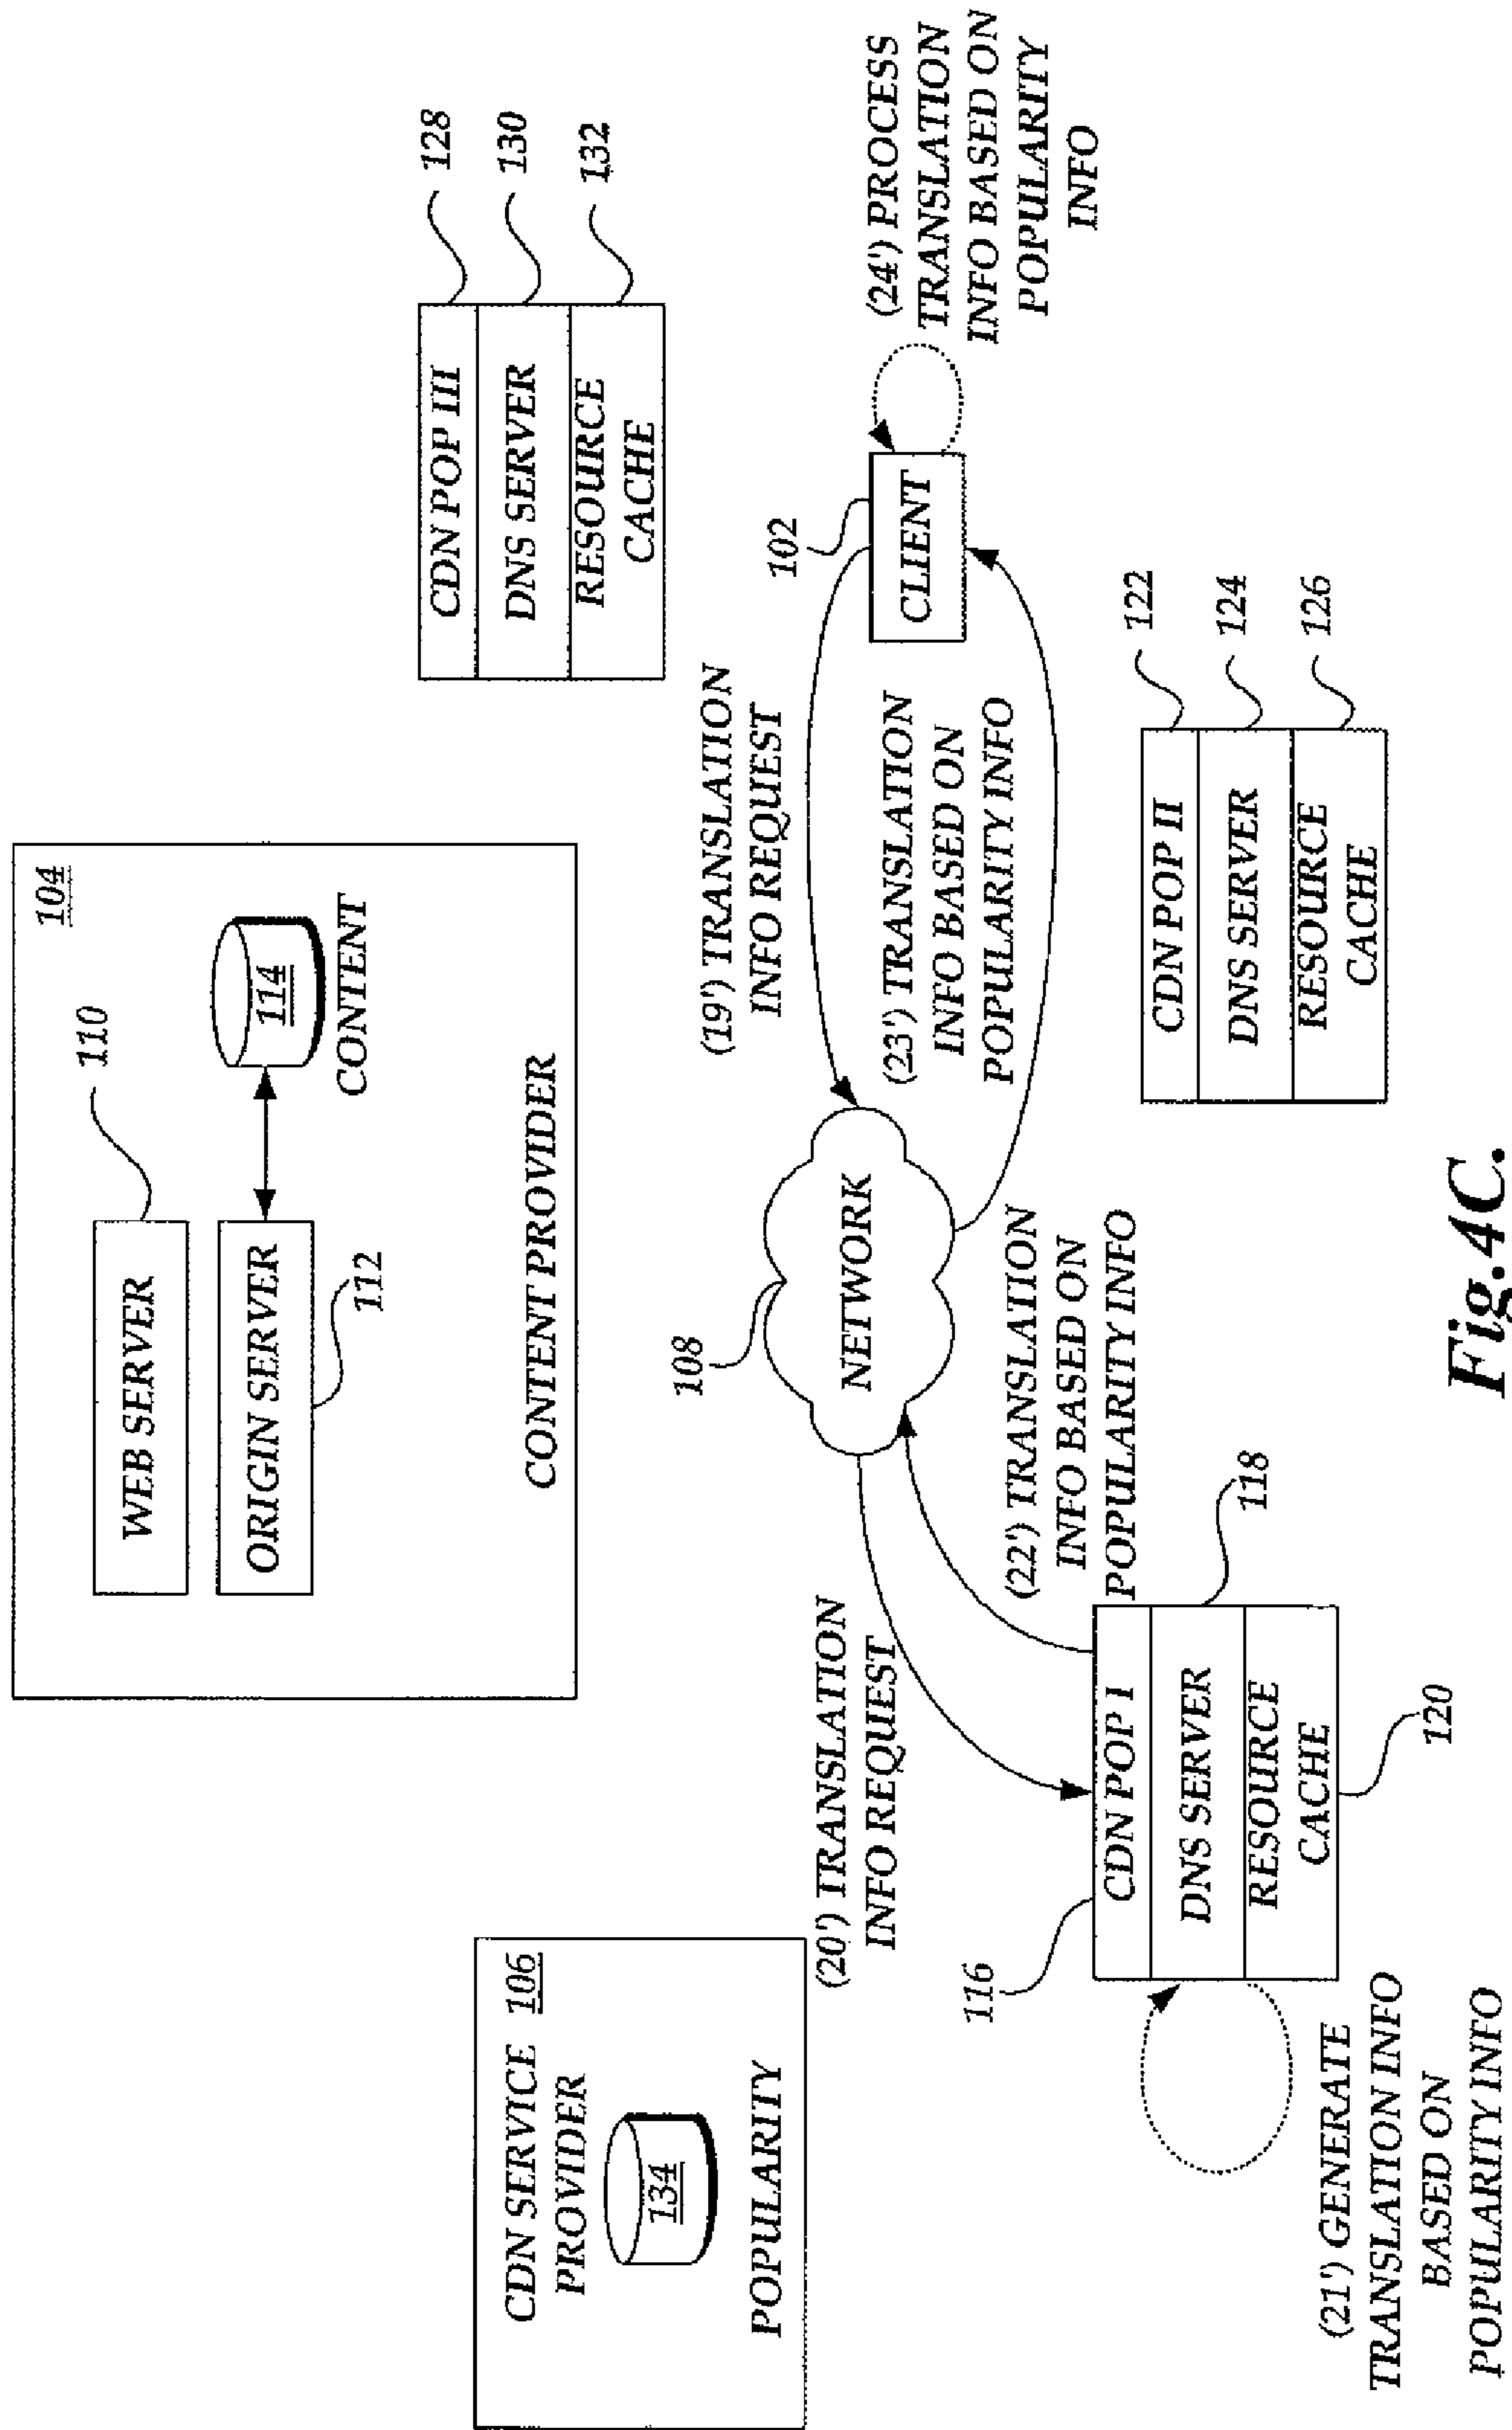 CDN SERVICE 106
PROVIDER
134
POPULARITY
WEB SERVER
110
ORIGIN SERVER
112
104
114
CONTENT
CONTENT PROVIDER
CDN POP III
DNS SERVER
RESOURCE
CACHE
128
130
132
(19') TRANSLATION
INFO REQUEST
102
CLIENT
(24') PROCESS
TRANSLATION
INFO BASED ON
POPULARITY
INFO
108
NETWORK
(23') TRANSLATION
INFO BASED ON
POPULARITY INFO
(20') TRANSLATION
INFO REQUEST
(22') TRANSLATION
INFO BASED ON
POPULARITY INFO
116
CDN POP I
DNS SERVER
RESOURCE
CACHE
118
120
(21') GENERATE
TRANSLATION INFO
BASED ON
POPULARITY INFO
CDN POP II
DNS SERVER
RESOURCE
CACHE
122
124
126
Fig.4C.